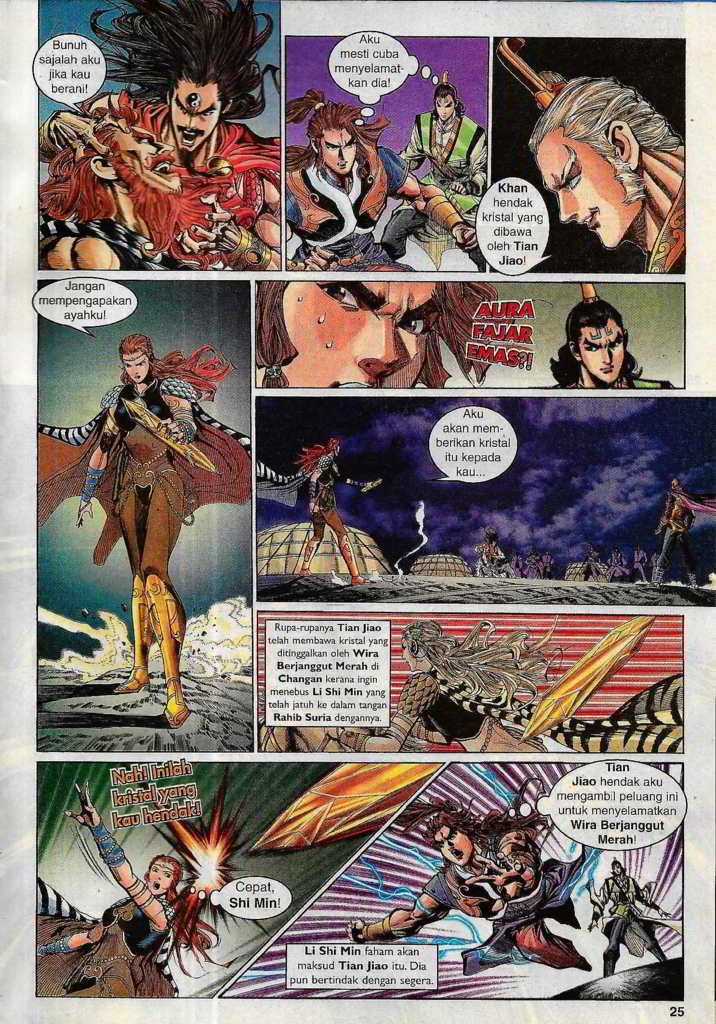 Bunuh
sajalah aku
jika kau
berani!
Aku
mesti cuba
menyelamat-
kan dia!
Khan
hendak
kristal yang
dibawa
oleh Tian
Jiao!
Jangan
mempengapakan
ayahku!
AURA
FAJAR
EMAS?!
Aku
akan mem-
berikan kristal
itu kepada
kau...
Rupa-rupanya Tian Jiao
telah membawa kristal yang
ditinggalkan oleh Wira
Berjanggut Merah di
Changan kerana ingin
menebus Li Shi Min yang
telah jatuh ke dalam tangan
Rahib Suria dengannya.
Nah! Inilah
kristal yang
kau hendak!
Cepat,
Shi Min!
Tian
Jiao hendak aku
mengambil peluang ini
untuk menyelamatkan
Wira Berjanggut
Merah!
Li Shi Min faham akan
maksud Tian Jiao itu. Dia
pun bertindak dengan segera.
25